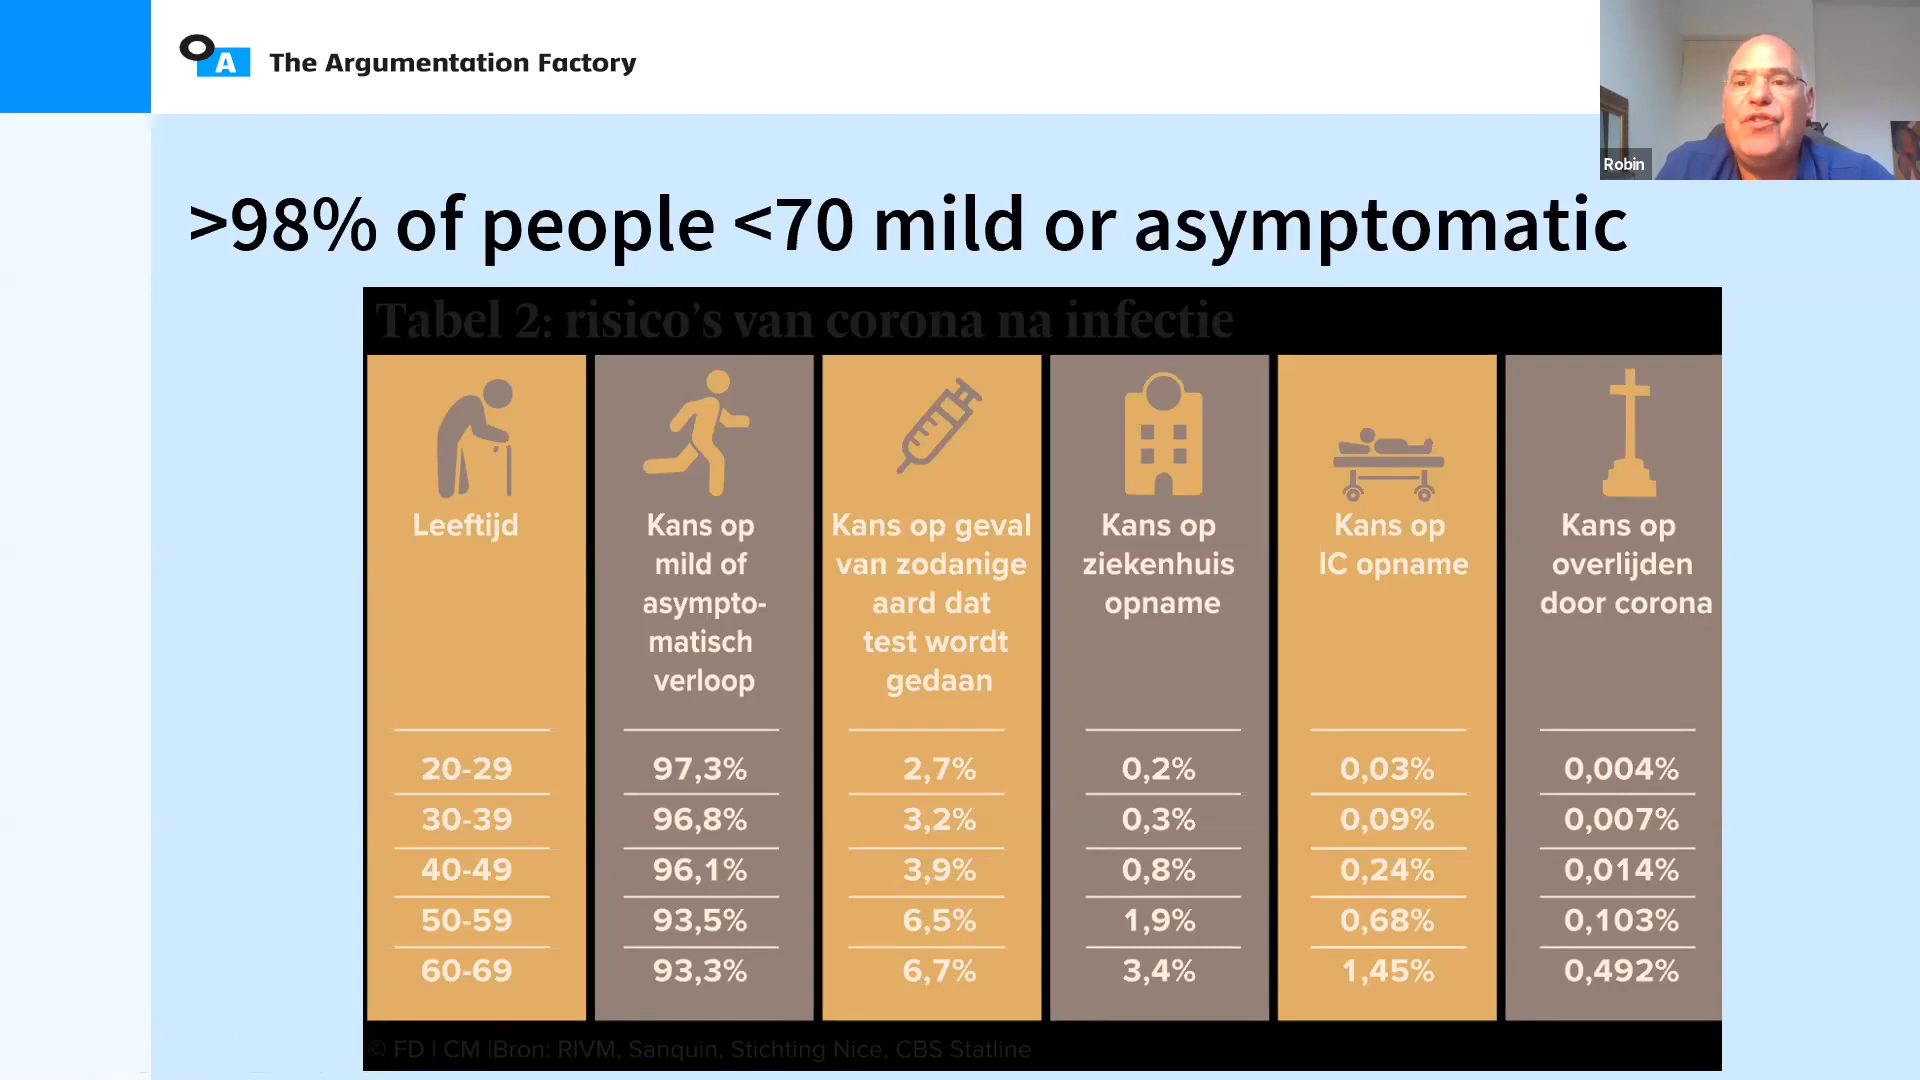 A The Argumentation Factory
Robin
>98% of people <70 mild or asymptomatic
Tabel 2: risico's van corona na infectie
Leeftijd
Kans op
mild of
asympto-
matisch
verloop
Kans op geval
van zodanige
aard dat
test wordt
gedaan
Kans op
ziekenhuis
opname
Kans op
IC opname
Kans op
overlijden
door corona
20-29 97,3% 2,7% 0,2% 0,03% 0,004%
30-39 96,8% 3,2% 0,3% 0,09% 0,007%
40-49 96,1% 3,9% 0,8% 0,24% 0,014%
50-59 93,5% 6,5% 1,9% 0,68% 0,103%
60-69 93,3% 6,7% 3,4% 1,45% 0,492%
© FD | CM |Bron: RIVM, Sanquin, Stichting Nice, CBS Statline